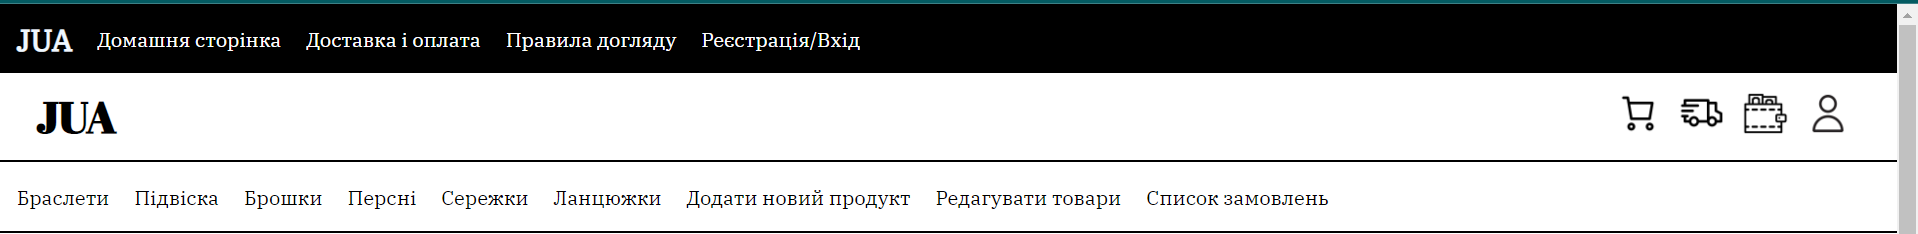 JUA Домашня сторінка Доставка і оплата Правила догляду Реєстрація/Вхід
JUA
Браслети Підвіска Брошки Персні Сережки Ланцюжки Додати новий продукт Редагувати товари Список замовлень